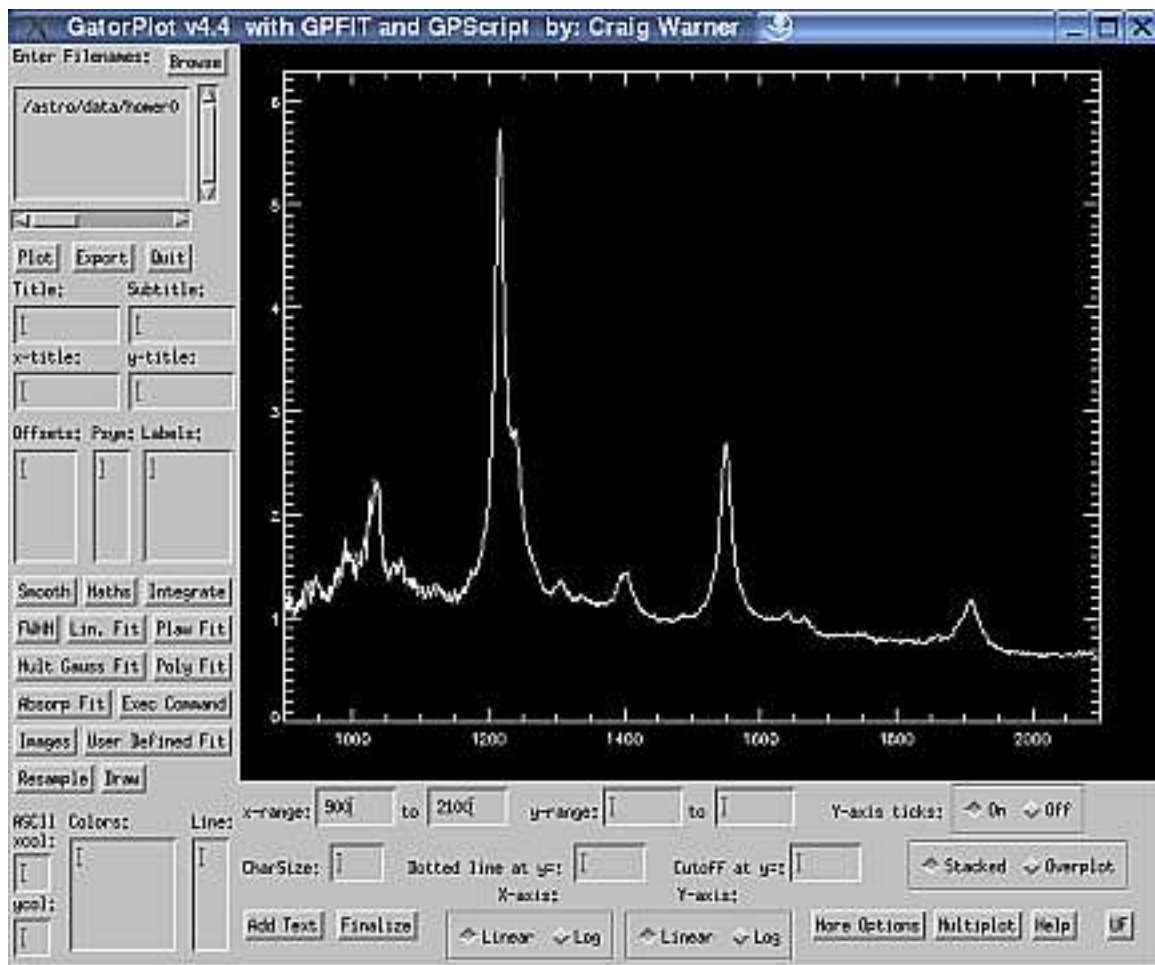 GatorPlot v4.4 with GPFIT and GPScript by: Craig Warner
Enter Filenames: Browse
/astro/data/homer0
Plot Export Quit
Title: Subtitle:
x-title: y-title:
Offsets: Psym: Labels:
Smooth Maths Integrate
FWHM Lin. Fit Plaw Fit
Mult Gauss Fit Poly Fit
Absorp Fit Exec Command
Images User Defined Fit
Resample Draw
ASCII Colors: Line:
xcol:
ycol:
6
5
4
3
2
1
0
1000 1200 1400 1600 1800 2000
x-range: 900 to 2100 y-range: to Y-axis ticks: On Off
CharSize: Dotted line at y=: Cutoff at y=: Stacked Overplot
X-axis: Y-axis:
Add Text Finalize Linear Log Linear Log More Options Multiplot Help UF